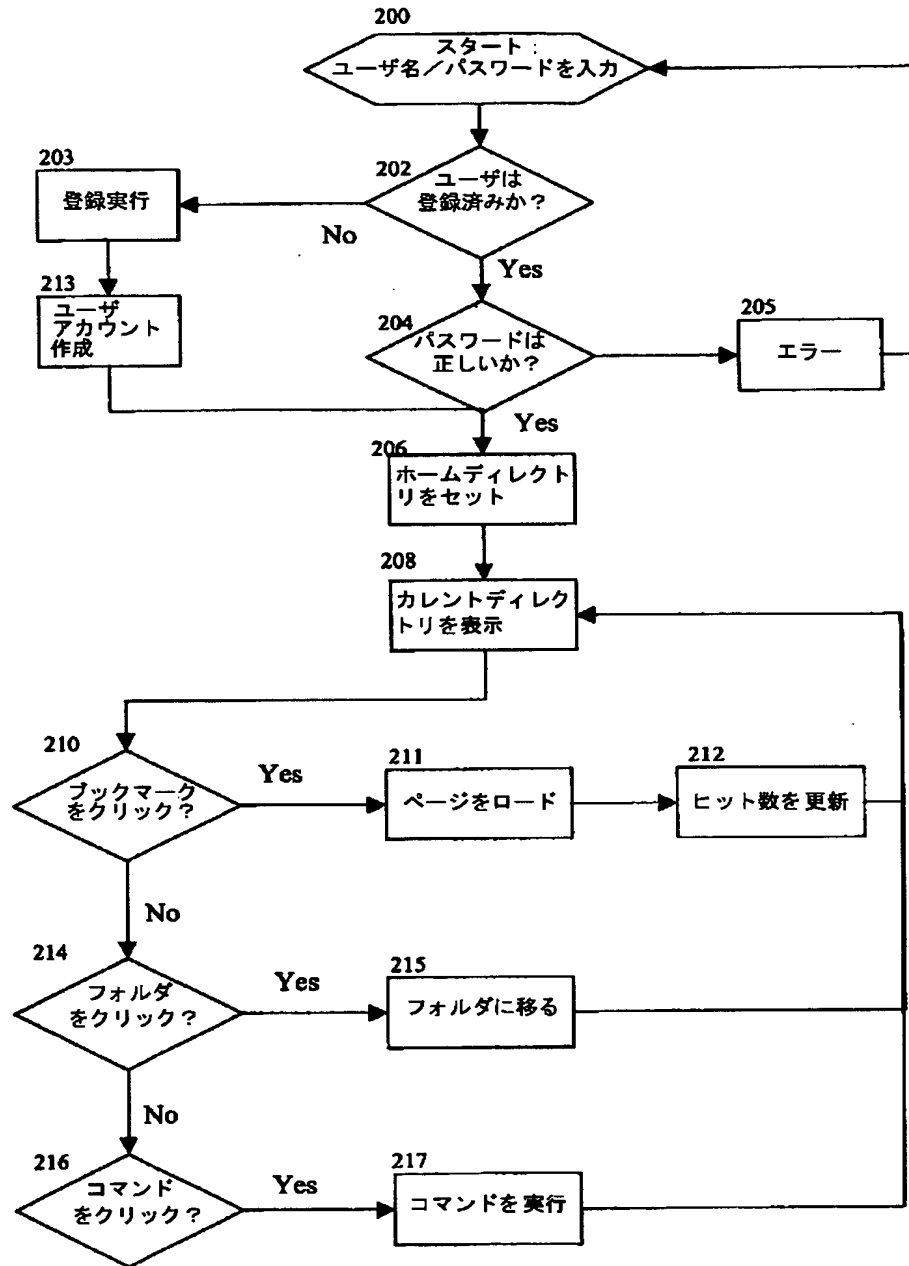 200
スタート：
ユーザ名／パスワードを入力
203
登録実行
202
ユーザは
登録済みか？
No
Yes
213
ユーザ
アカウント
作成
204
パスワードは
正しいか？
205
エラー
Yes
206
ホームディレクト
リをセット
208
カレントディレク
トリを表示
210
ブックマーク
をクリック？
Yes
211
ページをロード
212
ヒット数を更新
No
214
フォルダ
をクリック？
Yes
215
フォルダに移る
No
216
コマンド
をクリック？
Yes
217
コマンドを実行